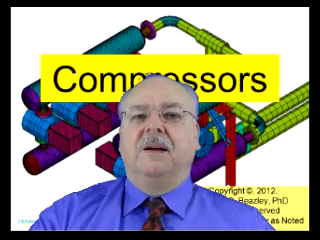 Compressors
Copyright ©, 2012,
Beazley, PhD
served
as Noted